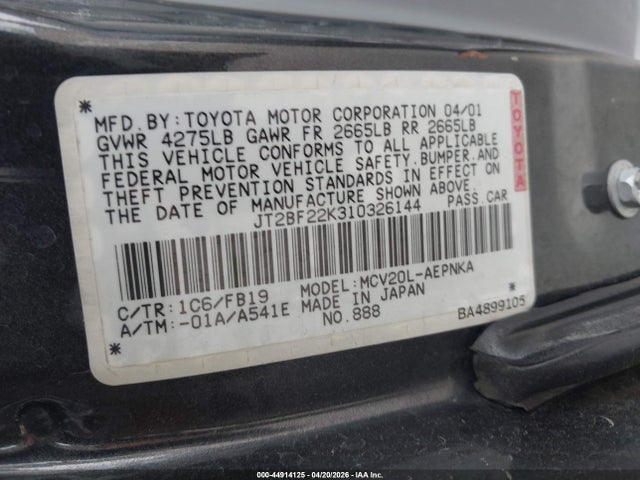 MFD. BY: TOYOTA MOTOR CORPORATION 04/01
GVWR 4275LB GAWR FR 2665LB RR 2665LB
THIS VEHICLE CONFORMS TO ALL APPLICABLE
FEDERAL MOTOR VEHICLE SAFETY, BUMPER, AND
THEFT PREVENTION STANDARDS IN EFFECT ON
THE DATE OF MANUFACTURE SHOWN ABOVE.
JT2BF22K310326144 PASS. CAR
TOYOTA
C/TR: 1C6/FB19 MODEL: MCV20L-AEPNKA
A/TM: -01A/A541E MADE IN JAPAN
NO. 888 BA4899105
000-44914125 - 04/20/2026 - IAA Inc.